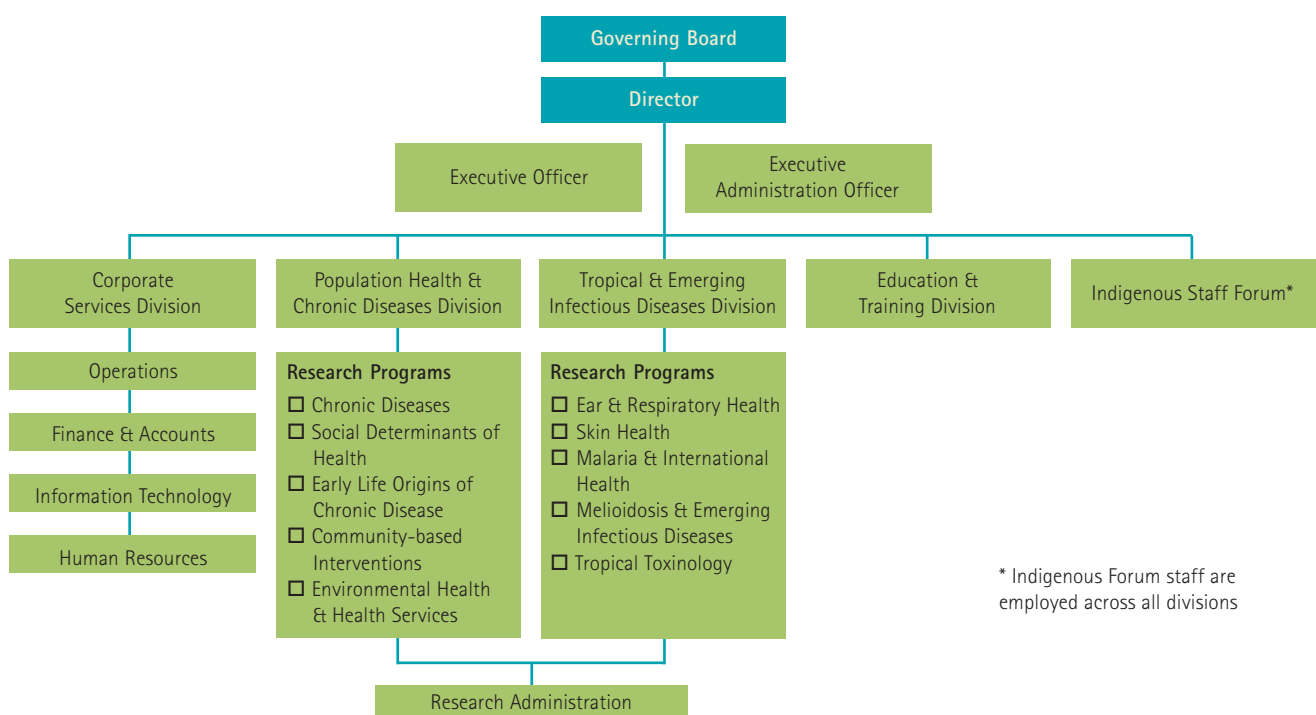 Governing Board
Director
Executive Officer
Executive
Administration Officer
Corporate
Services Division
Population Health &
Chronic Diseases Division
Tropical & Emerging
Infectious Diseases Division
Education &
Training Division
Indigenous Staff Forum*
Operations
Finance & Accounts
Information Technology
Human Resources
Research Programs
Chronic Diseases
Social Determinants of
Health
Early Life Origins of
Chronic Disease
Community-based
Interventions
Environmental Health
& Health Services
Research Programs
Ear & Respiratory Health
Skin Health
Malaria & International
Health
Melioidosis & Emerging
Infectious Diseases
Tropical Toxinology
* Indigenous Forum staff are
employed across all divisions
Research Administration